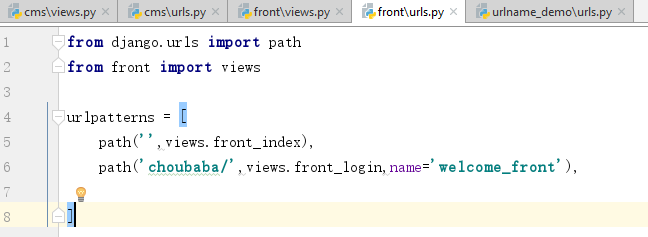 cms\views.py cms\urls.py front\views.py front\urls.py urlname_demo\urls.py
1 from django.urls import path
2 from front import views
3
4 urlpatterns = [
5 path('',views.front_index),
6 path('choubaba/',views.front_login,name='welcome_front'),
7
8 ]